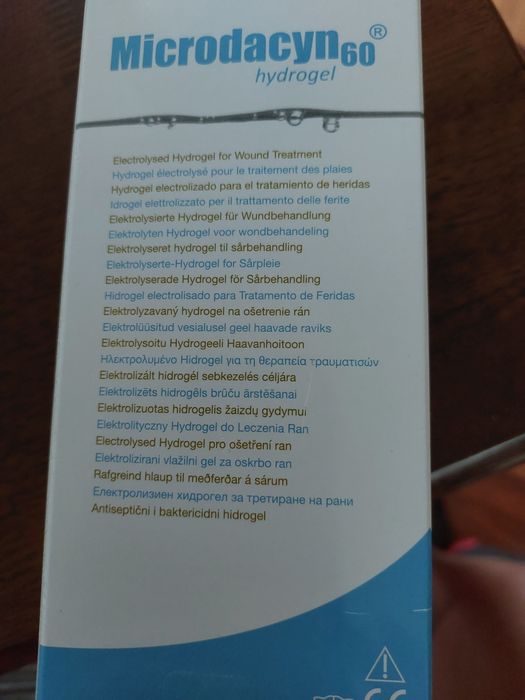 Microdacyn60®
hydrogel
Electrolysed Hydrogel for Wound Treatment
Hydrogel électrolysé pour le traitement des plaies
Hydrogel electrolizado para el tratamiento de heridas
Idrogel elettrolizzato per il trattamento delle ferite
Elektrolysierte Hydrogel für Wundbehandlung
Elektrolyten Hydrogel voor wondbehandeling
Elektrolyseret hydrogel til sårbehandling
Elektrolyserte-Hydrogel for Sårpleie
Elektrolyserade Hydrogel för Sårbehandling
Hidrogel electrolisado para Tratamento de Feridas
Elektrolyzavaný hydrogel na ošetrenie rán
Elektrolüüsitud vesialusel geel haavade raviks
Elektrolysoitu Hydrogeeli Haavanhoitoon
Ηλεκτρολυμένο Hidrogel για τη θεραπεία τραυματισών
Elektrolizált hidrogél sebkezelés céljára
Elektrolizēts hidrogēls brūču ārstēšanai
Elektrolizuotas hidrogelis žaizdų gydymui
Elektrolityczny Hydrogel do Leczenia Ran
Electrolysed Hydrogel pro ošetření ran
Elektrolizirani vlažilni gel za oskrbo ran
Rafgreind hlaup til meðferðar á sárum
Електролизиен хидрогел за третиране на рани
Antiseptični i baktericidni hidrogel
CE